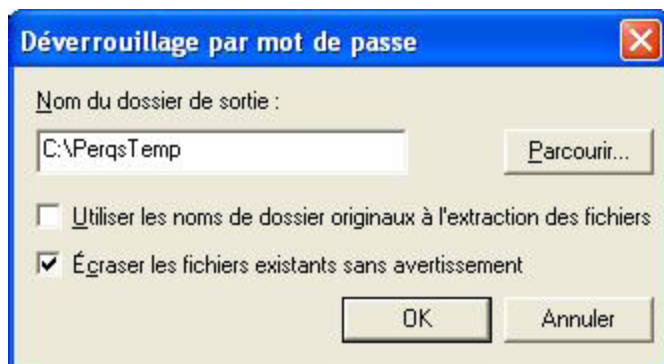 Déverrouillage par mot de passe
Nom du dossier de sortie :
C:\PerqsTemp
Parcourir...
Utiliser les noms de dossier originaux à l'extraction des fichiers
Écraser les fichiers existants sans avertissement
OK
Annuler